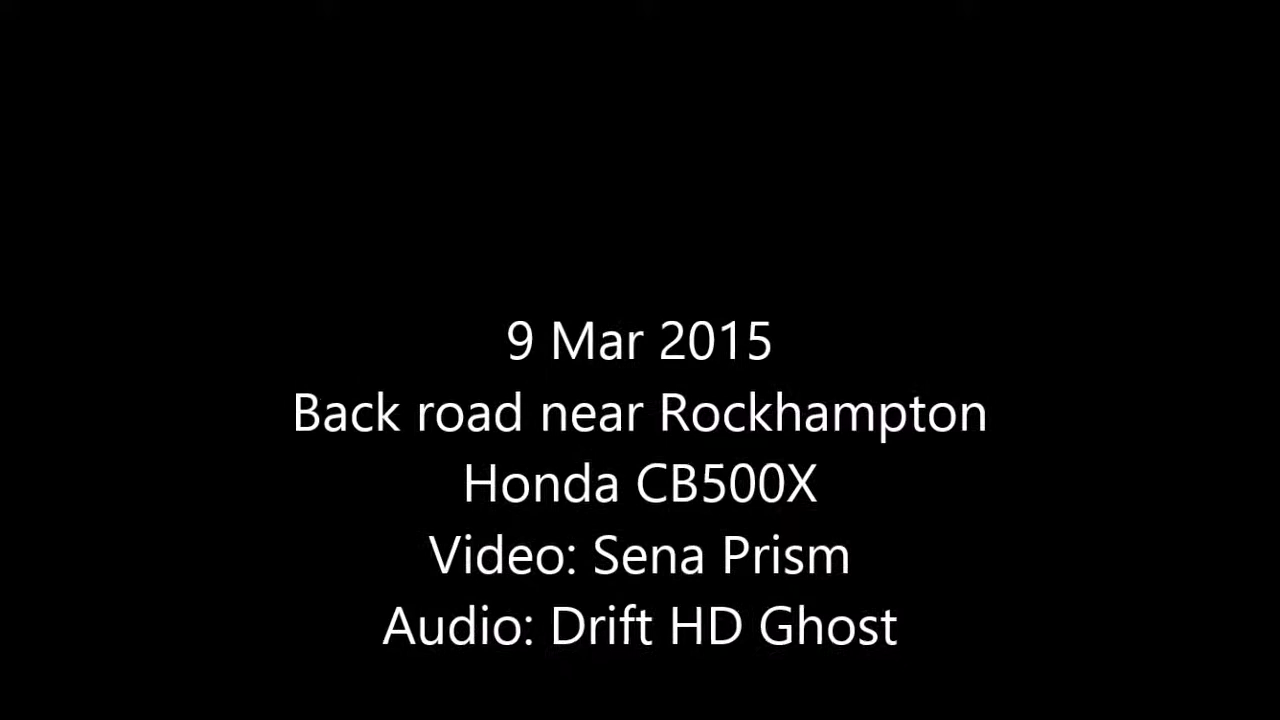 9 Mar 2015
Back road near Rockhampton
Honda CB500X
Video: Sena Prism
Audio: Drift HD Ghost